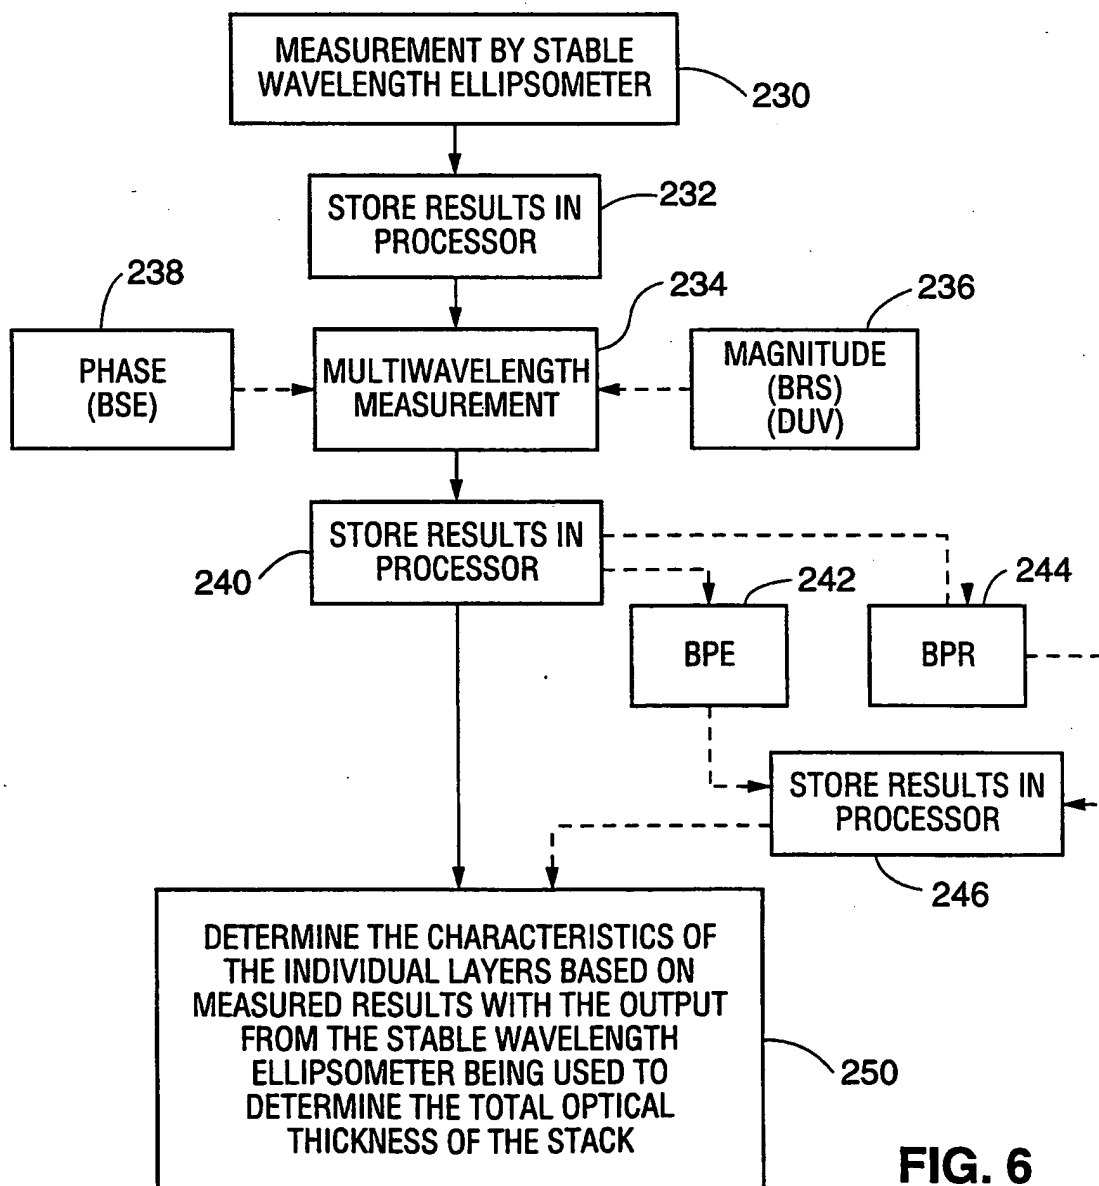 MEASUREMENT BY STABLE
WAVELENGTH ELLIPSOMETER
230
STORE RESULTS IN
PROCESSOR
232
238
234
236
PHASE
(BSE)
MULTIWAVELENGTH
MEASUREMENT
MAGNITUDE
(BRS)
(DUV)
STORE RESULTS IN
PROCESSOR
240
242
244
BPE
BPR
STORE RESULTS IN
PROCESSOR
246
DETERMINE THE CHARACTERISTICS OF
THE INDIVIDUAL LAYERS BASED ON
MEASURED RESULTS WITH THE OUTPUT
FROM THE STABLE WAVELENGTH
ELLIPSOMETER BEING USED TO
DETERMINE THE TOTAL OPTICAL
THICKNESS OF THE STACK
250
FIG. 6